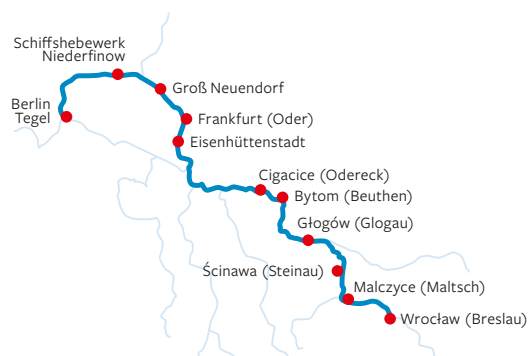 Schiffshebewerk
Niederfinow
Groß Neuendorf
Berlin
Tegel
Frankfurt (Oder)
Eisenhüttenstadt
Cigacice (Odereck)
Bytom (Beuthen)
Głogów (Glogau)
Ścinawa (Steinau)
Malczyce (Maltsch)
Wrocław (Breslau)